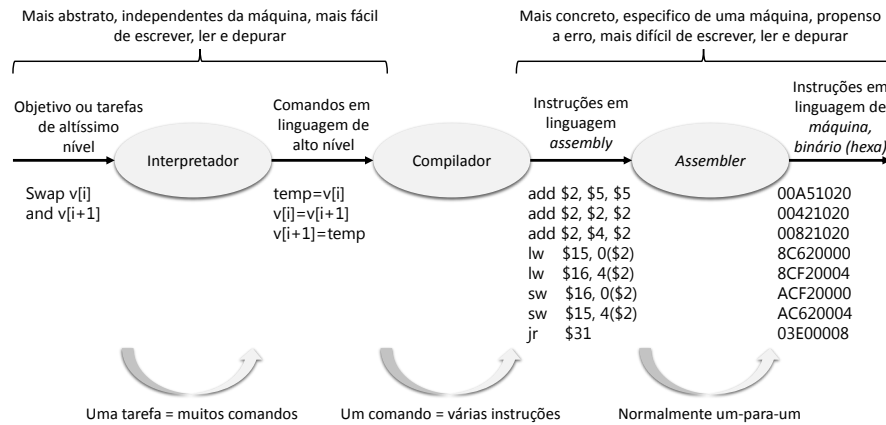 Mais abstrato, independentes da máquina, mais fácil
de escrever, ler e depurar
Mais concreto, especifico de uma máquina, propenso
a erro, mais difícil de escrever, ler e depurar
Objetivo ou tarefas
de altíssimo
nível
Interpretador
Comandos em
linguagem de
alto nível
Compilador
Instruções em
linguagem
assembly
Assembler
Instruções em
linguagem de
máquina,
binário (hexa)
Swap v[i]
and v[i+1]
temp=v[i]
v[i]=v[i+1]
v[i+1]=temp
add $2, $5, $5
add $2, $2, $2
add $2, $4, $2
lw $15, 0($2)
lw $16, 4($2)
sw $16, 0($2)
sw $15, 4($2)
jr $31
00A51020
00421020
00821020
8C620000
8CF20004
ACF20000
AC620004
03E00008
Uma tarefa = muitos comandos
Um comando = várias instruções
Normalmente um-para-um